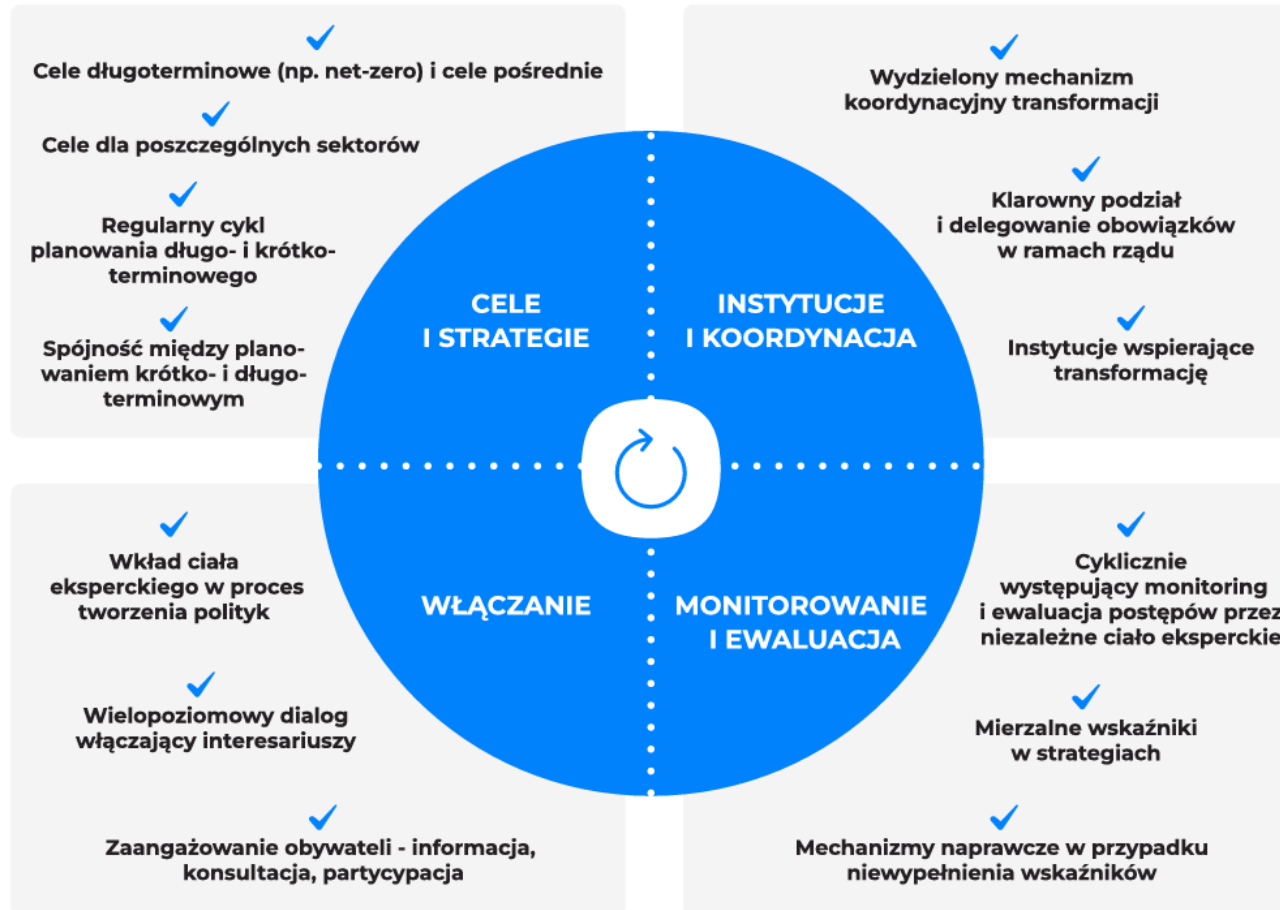 Cele długoterminowe (np. net-zero) i cele pośrednie
Cele dla poszczególnych sektorów
Regularny cykl
planowania długo- i krótko-
terminowego
Spójność między plano-
waniem krótko- i długo-
terminowym
CELE
I STRATEGIE
Wydzielony mechanizm
koordynacyjny transformacji
Klarowny podział
i delegowanie obowiązków
w ramach rządu
Instytucje wspierające
transformację
INSTYTUCJE
I KOORDYNACJA
Wkład ciała
eksperckiego w proces
tworzenia polityk
Wielopoziomowy dialog
włączający interesariuszy
Zaangażowanie obywateli - informacja,
konsultacja, partycypacja
WŁĄCZANIE
MONITOROWANIE
I EWALUACJA
Cyklicznie
występujący monitoring
i ewaluacja postępów przez
niezależne ciało eksperckie
Mierzalne wskaźniki
w strategiach
Mechanizmy naprawcze w przypadku
niewypełnienia wskaźników